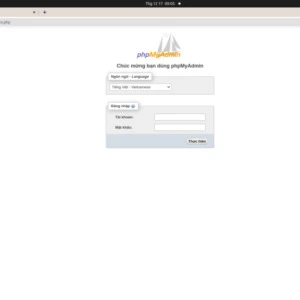 Thg 12 17 09:03
phpMyAdmin
Chúc mừng bạn dùng phpMyAdmin
Ngôn ngữ - Language
Tiếng Việt - Vietnamese
Đăng nhập
Tài khoản:
Mật khẩu:
Thực hiện